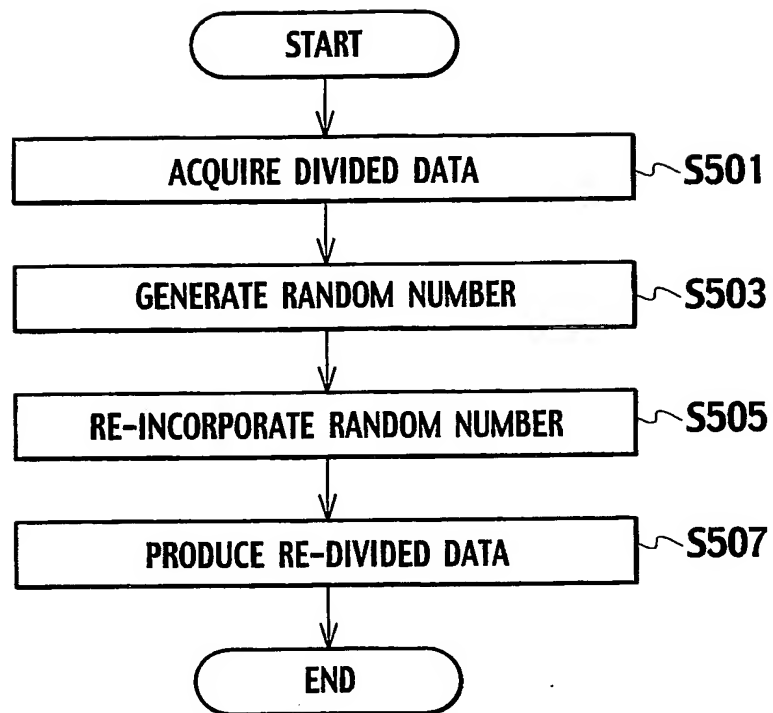 START
ACQUIRE DIVIDED DATA
S501
GENERATE RANDOM NUMBER
S503
RE-INCORPORATE RANDOM NUMBER
S505
PRODUCE RE-DIVIDED DATA
S507
END